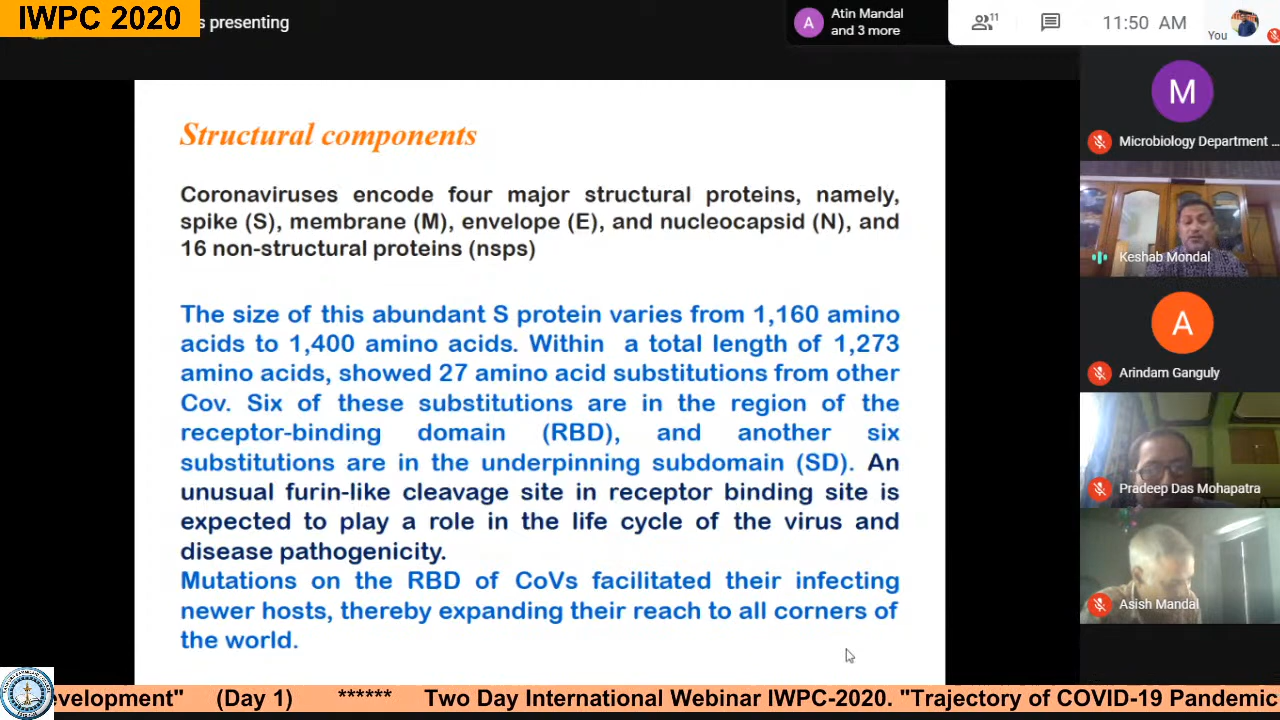 IWPC 2020
s presenting
A
Atin Mandal
and 3 more
11
11:50 AM
You
Structural components
Coronaviruses encode four major structural proteins, namely,
spike (S), membrane (M), envelope (E), and nucleocapsid (N), and
16 non-structural proteins (nsps)
The size of this abundant S protein varies from 1,160 amino
acids to 1,400 amino acids. Within a total length of 1,273
amino acids, showed 27 amino acid substitutions from other
Cov. Six of these substitutions are in the region of the
receptor-binding domain (RBD), and another six
substitutions are in the underpinning subdomain (SD). An
unusual furin-like cleavage site in receptor binding site is
expected to play a role in the life cycle of the virus and
disease pathogenicity.
Mutations on the RBD of CoVs facilitated their infecting
newer hosts, thereby expanding their reach to all corners of
the world.
M
Microbiology Department ...
Keshab Mondal
A
Arindam Ganguly
Pradeep Das Mohapatra
Asish Mandal
evelopment" (Day 1) ****** Two Day International Webinar IWPC-2020. "Trajectory of COVID-19 Pandemic